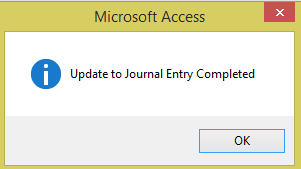 Microsoft Access
Update to Journal Entry Completed
OK